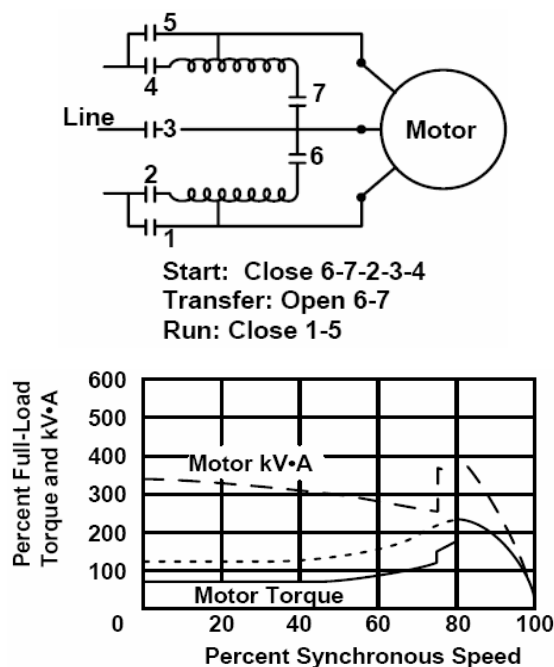 5
4
7
Line
3
Motor
6
2
1
Start: Close 6-7-2-3-4
Transfer: Open 6-7
Run: Close 1-5
Percent Full-Load
Torque and kV•A
600
500
400
300
200
100
0
Motor kV•A
Motor Torque
20
40
60
80
100
Percent Synchronous Speed